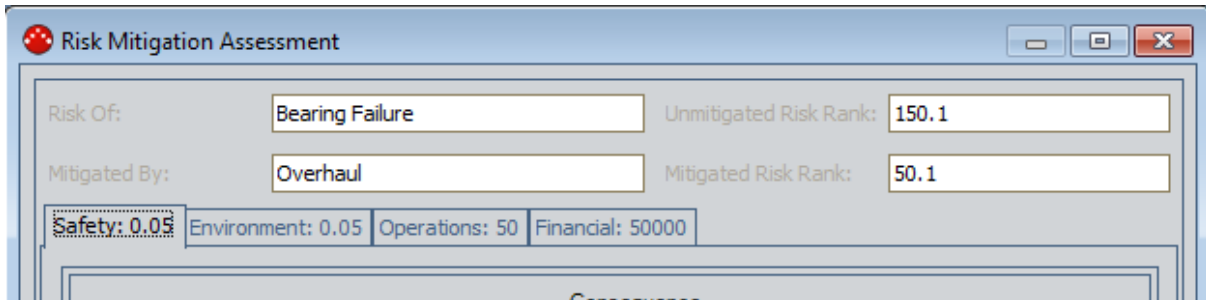 Risk Mitigation Assessment
Risk Of: Bearing Failure Unmitigated Risk Rank: 150.1
Mitigated By: Overhaul Mitigated Risk Rank: 50.1
Safety: 0.05 Environment: 0.05 Operations: 50 Financial: 50000
Consequence